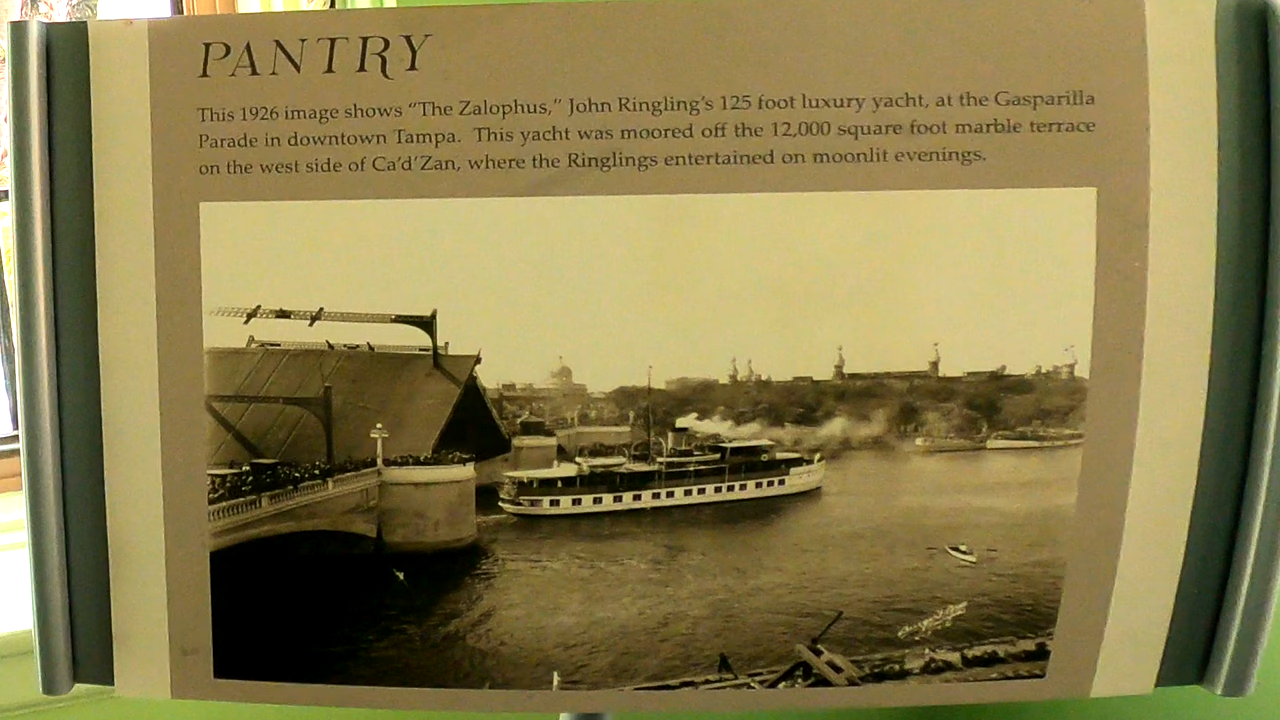 PANTRY
This 1926 image shows “The Zalophus,” John Ringling’s 125 foot luxury yacht, at the Gasparilla
Parade in downtown Tampa. This yacht was moored off the 12,000 square foot marble terrace
on the west side of Ca’d’Zan, where the Ringlings entertained on moonlit evenings.